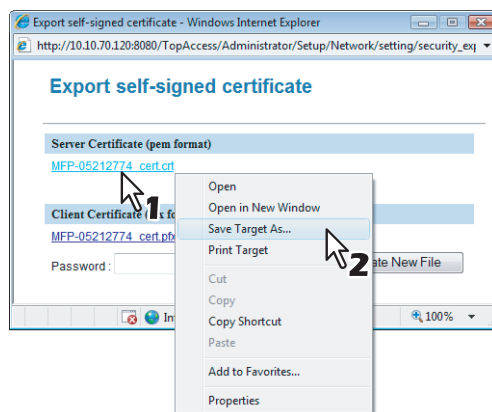 Export self-signed certificate - Windows Internet Explorer
http://10.10.70.120:8080/TopAccess/Administrator/Setup/Network/setting/security_exp
Export self-signed certificate
Server Certificate (pem format)
MFP-05212774_cert.crt
1
Open
Open in New Window
Client Certificate
Save Target As...
MFP-05212774_cert.pfx
Print Target
2
Password :
New File
Cut
Copy
Copy Shortcut
100%
Paste
Add to Favorites...
Properties